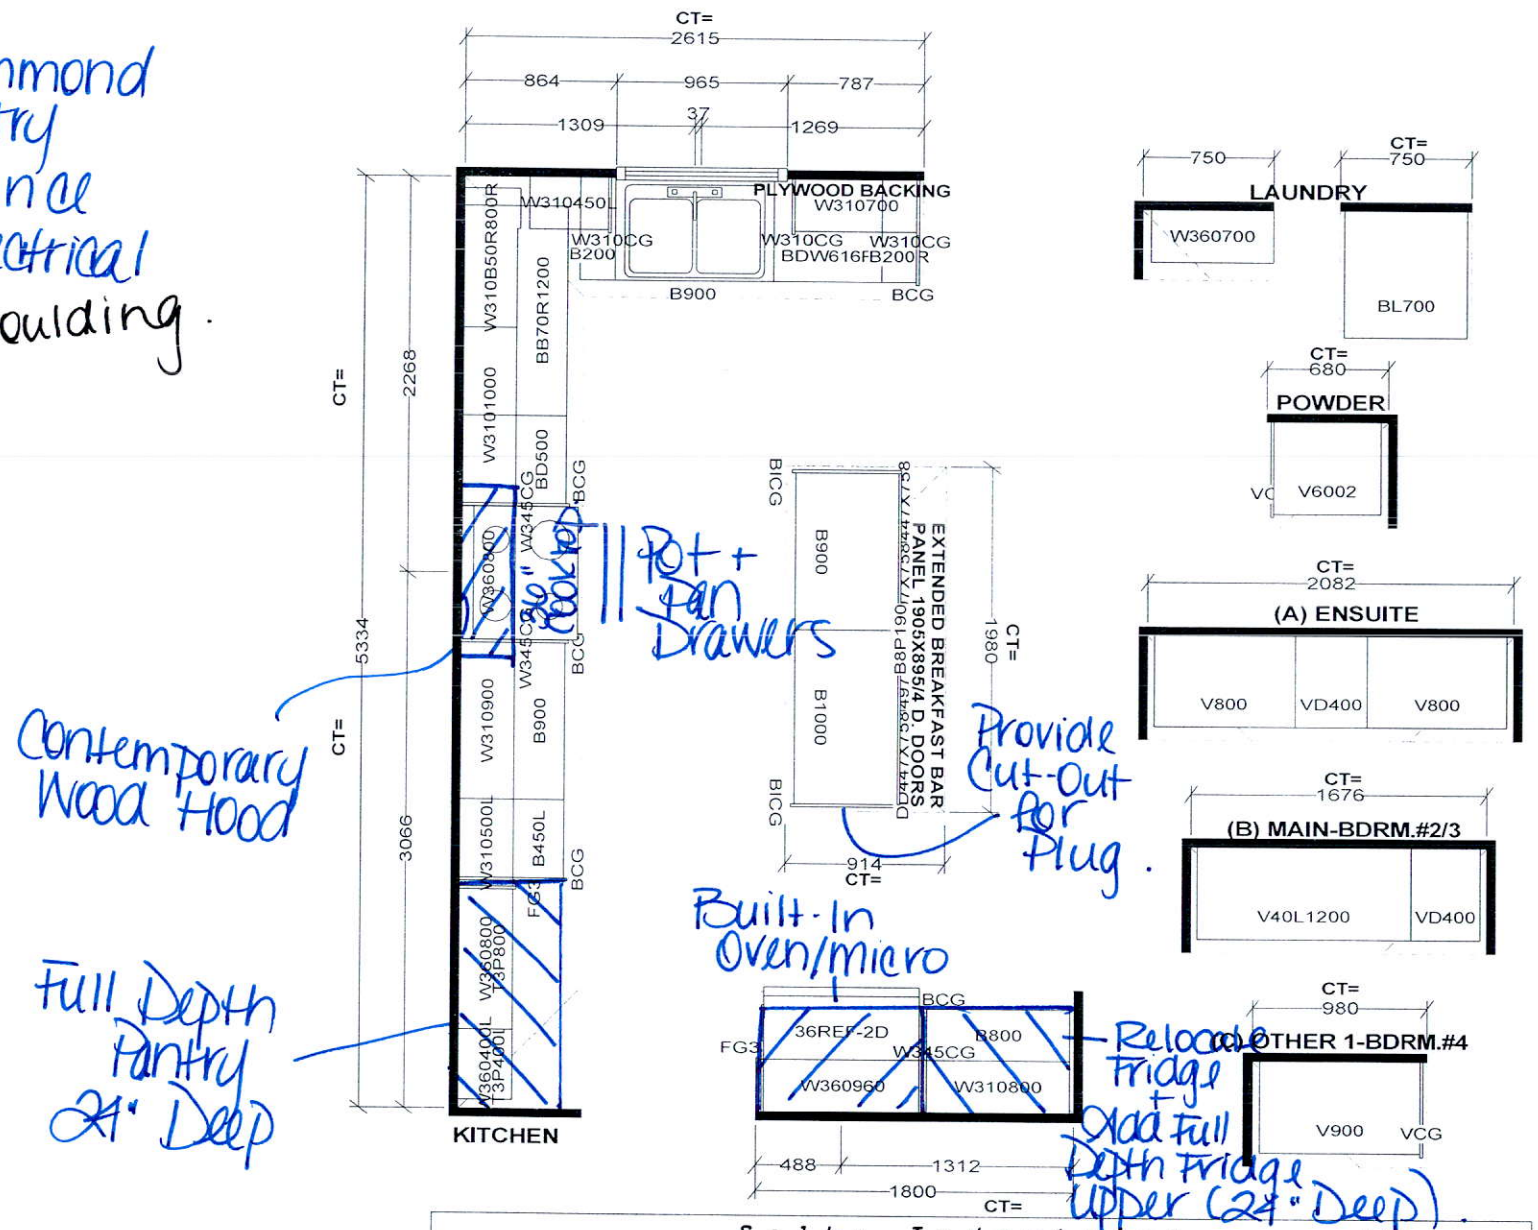 mmond
try
nce
ectrical
oulding.
CT=
2615
864
965
787
37
1309
1269
PLYWOOD BACKING
W310450L
W310700
W310CG
W310CG
W310CG
B200
BDW616F
B200R
B900
BCG
W310B50R800R
BB70R1200
W3101000
BD500
BCG
W345CG
W360800
36" Cook top.
Pot +
Pan
Drawers
W345CG
BCG
W310900
B900
W310500L
B450L
BCG
FG3
W360800
T3P800
W360400L
T3P400L
CT=
2268
5334
CT=
3066
KITCHEN
Contemporary
Wood Hood
Full Depth
Pantry
24" Deep
BICG
B900
B1000
BICG
EXTENDED BREAKFAST BAR
PANEL 1905X895/4 D. DOORS
1980
CT=
914
CT=
Provide
Cut-Out
for
Plug.
Built-In
Oven/micro
BCG
36REF-2D
B800
FG3
W345CG
W360960
W310800
488
1312
1800
CT=
Relocate
Fridge
+
Add Full
Depth Fridge
Upper (24" Deep).
750
LAUNDRY
W360700
CT=
750
BL700
CT=
680
POWDER
V6002
CT=
2082
(A) ENSUITE
V800
VD400
V800
CT=
1676
(B) MAIN-BDRM.#2/3
V40L1200
VD400
CT=
980
OTHER 1-BDRM.#4
V900
VCG